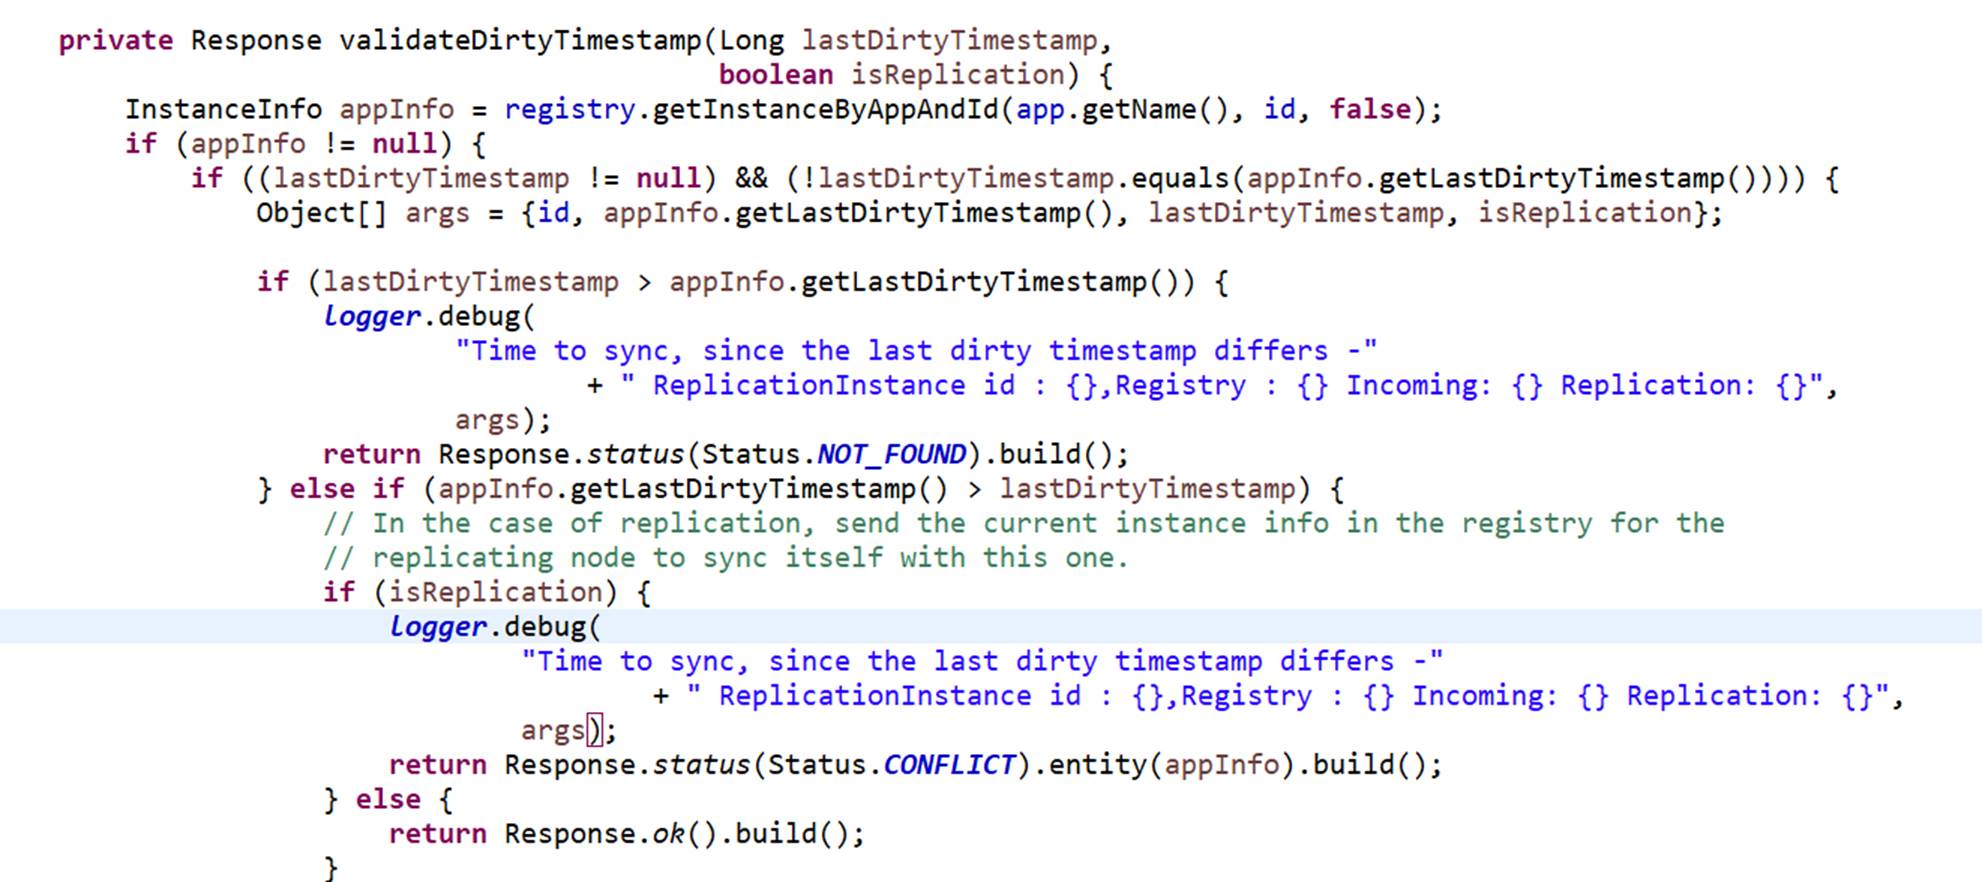 private Response validateDirtyTimestamp(Long lastDirtyTimestamp,
boolean isReplication) {
InstanceInfo appInfo = registry.getInstanceByAppAndId(app.getName(), id, false);
if (appInfo != null) {
if ((lastDirtyTimestamp != null) && (!lastDirtyTimestamp.equals(appInfo.getLastDirtyTimestamp()))) {
Object[] args = {id, appInfo.getLastDirtyTimestamp(), lastDirtyTimestamp, isReplication};
if (lastDirtyTimestamp > appInfo.getLastDirtyTimestamp()) {
logger.debug(
"Time to sync, since the last dirty timestamp differs -"
+ " ReplicationInstance id : {},Registry : {} Incoming: {} Replication: {}",
args);
return Response.status(Status.NOT_FOUND).build();
} else if (appInfo.getLastDirtyTimestamp() > lastDirtyTimestamp) {
// In the case of replication, send the current instance info in the registry for the
// replicating node to sync itself with this one.
if (isReplication) {
logger.debug(
"Time to sync, since the last dirty timestamp differs -"
+ " ReplicationInstance id : {},Registry : {} Incoming: {} Replication: {}",
args);
return Response.status(Status.CONFLICT).entity(appInfo).build();
} else {
return Response.ok().build();
}